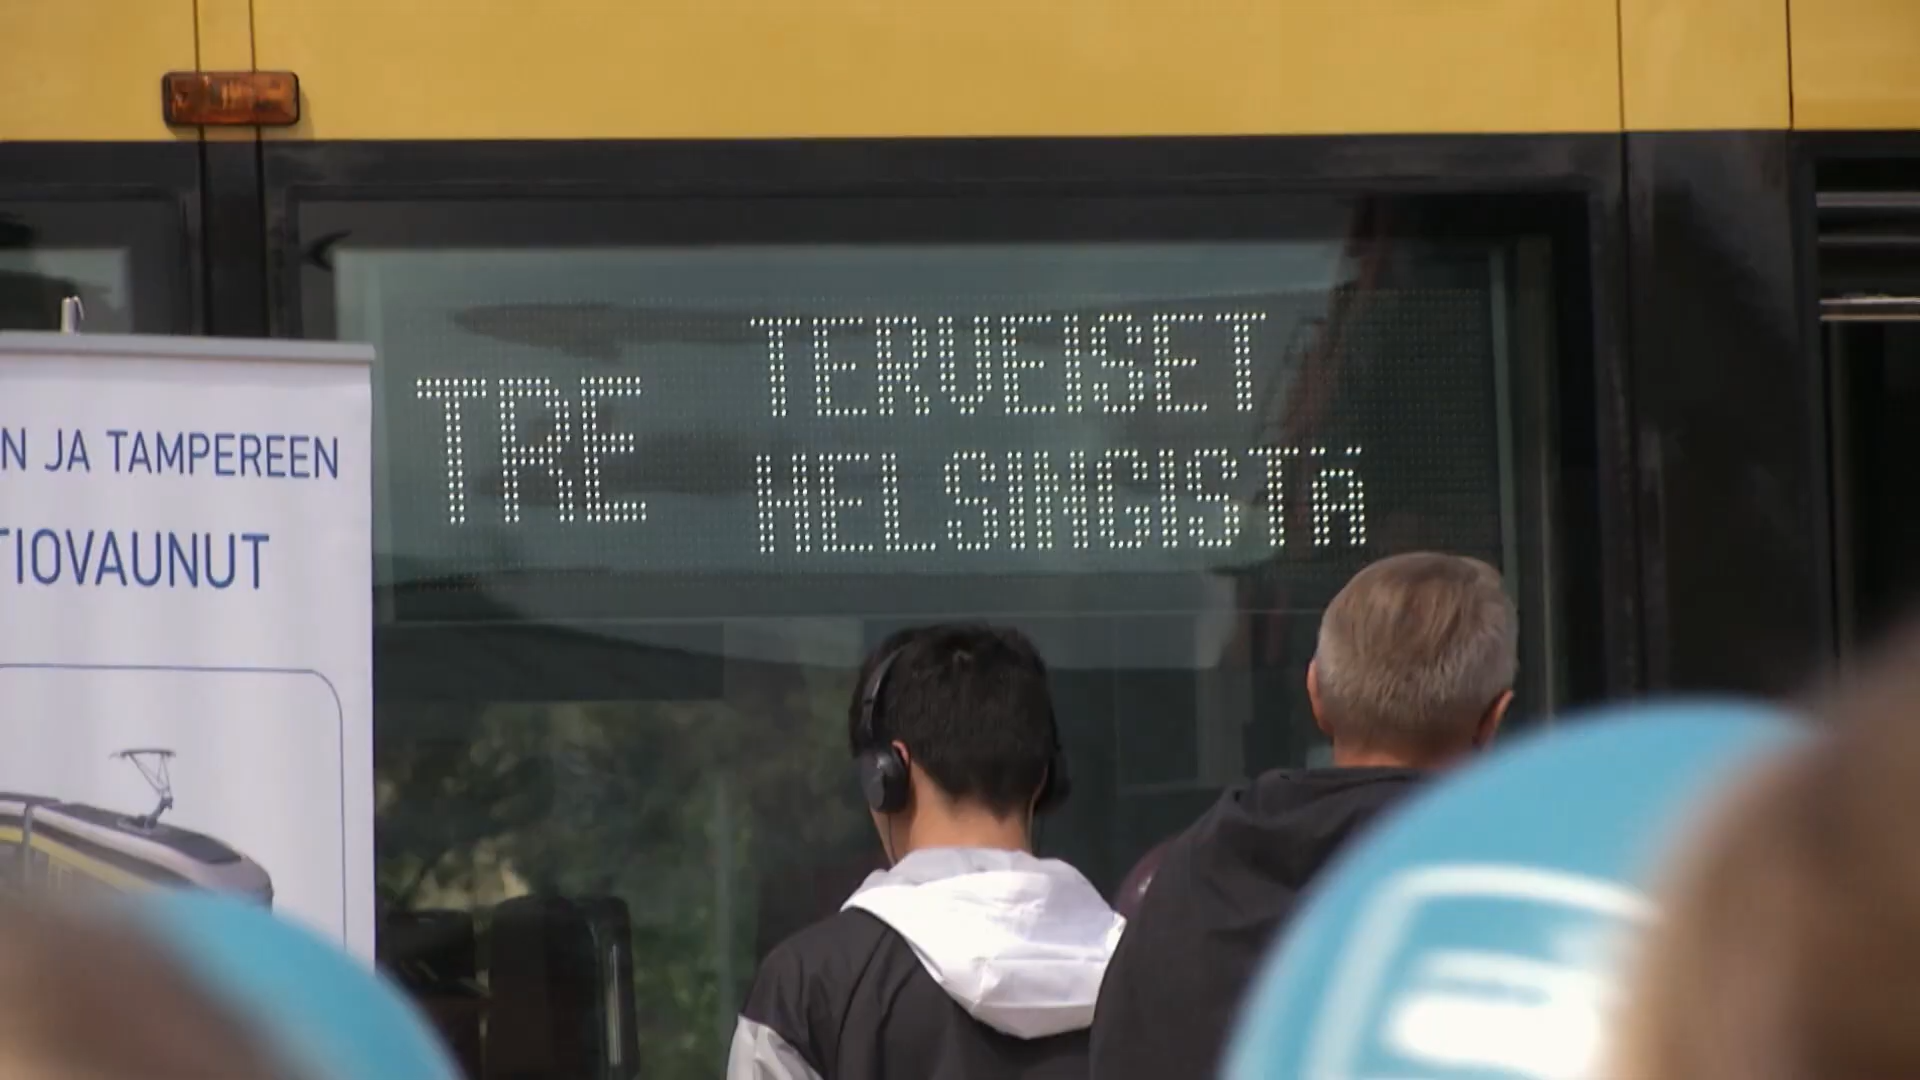 TRE
TERVEISET
HELSINGISTÄ
N JA TAMPEREEN
TIOVAUNUT